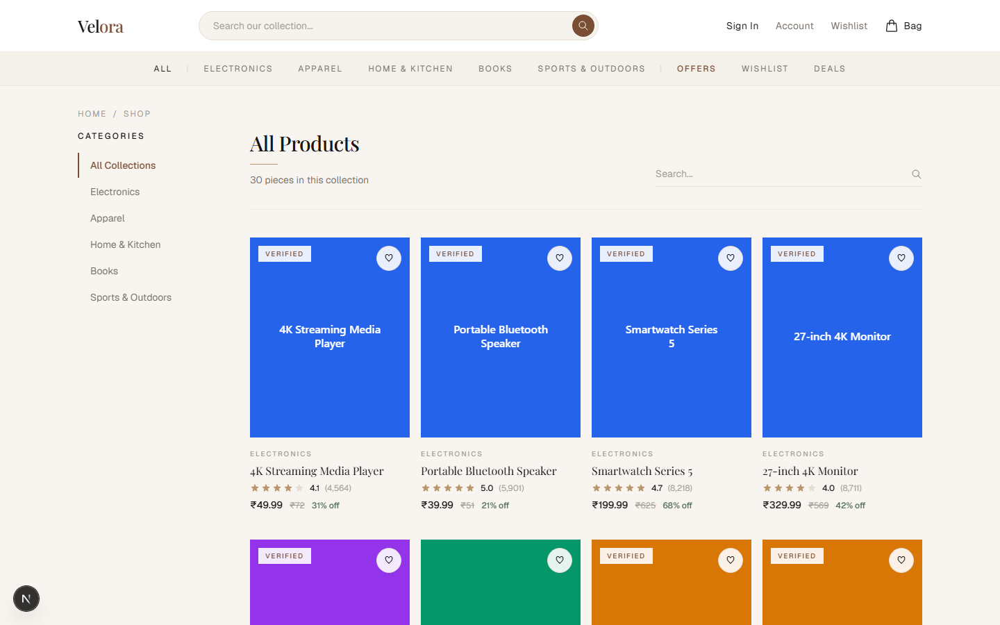 Velora
Search our collection...
Sign In
Account
Wishlist
Bag
ALL
ELECTRONICS
APPAREL
HOME & KITCHEN
BOOKS
SPORTS & OUTDOORS
OFFERS
WISHLIST
DEALS
HOME / SHOP
CATEGORIES
All Collections
Electronics
Apparel
Home & Kitchen
Books
Sports & Outdoors
All Products
30 pieces in this collection
Search...
VERIFIED
4K Streaming Media
Player
ELECTRONICS
4K Streaming Media Player
4.1 (4,564)
₹49.99 ₹72 31% off
VERIFIED
Portable Bluetooth
Speaker
ELECTRONICS
Portable Bluetooth Speaker
5.0 (5,901)
₹39.99 ₹51 21% off
VERIFIED
Smartwatch Series
5
ELECTRONICS
Smartwatch Series 5
4.7 (8,218)
₹199.99 ₹625 68% off
VERIFIED
27-inch 4K Monitor
ELECTRONICS
27-inch 4K Monitor
4.0 (8,711)
₹329.99 ₹569 42% off
VERIFIED
VERIFIED
VERIFIED
N